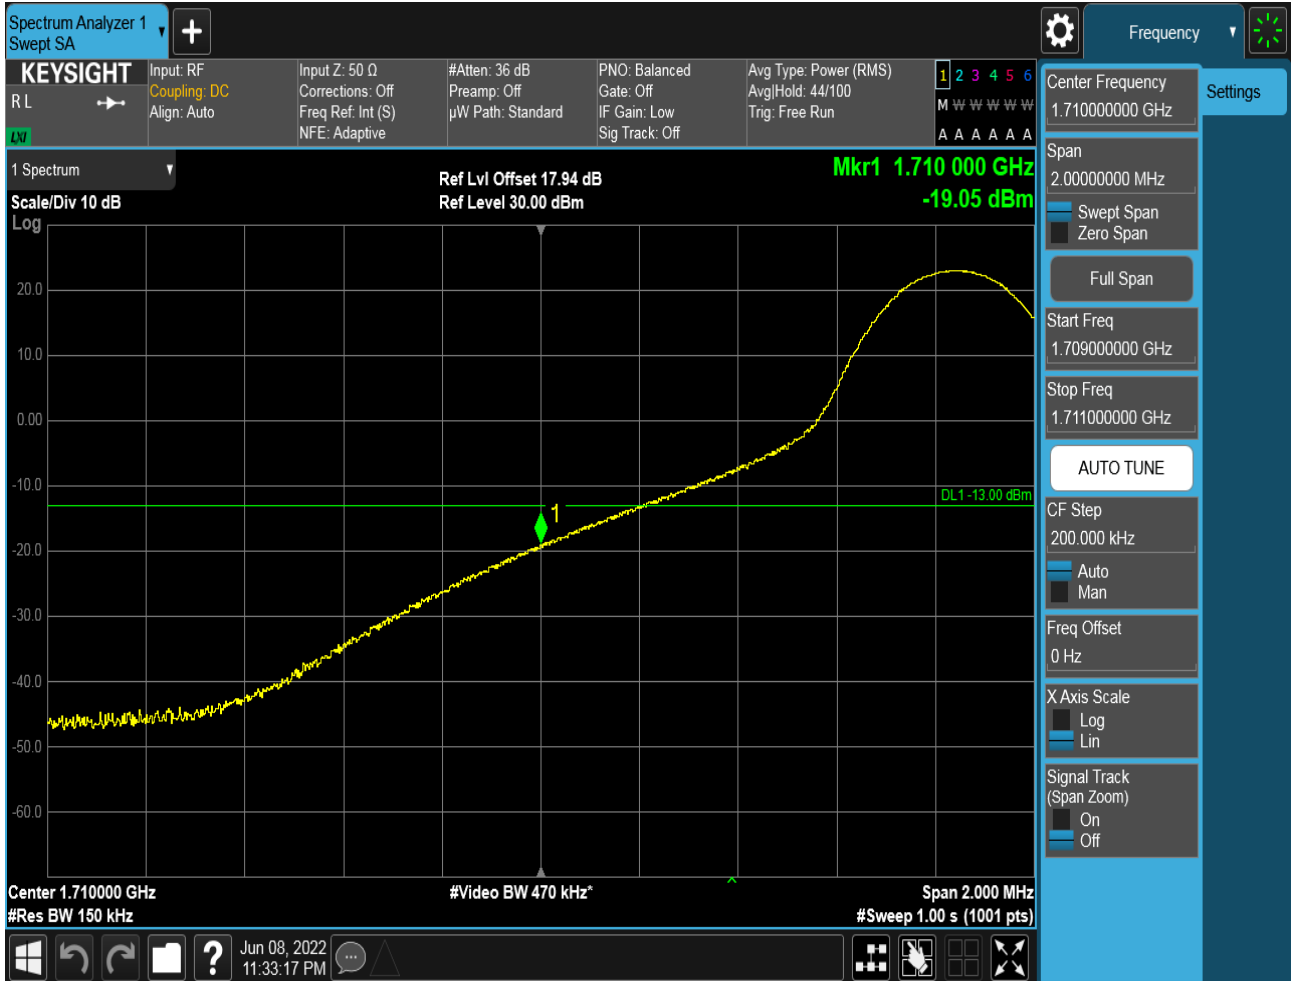 Spectrum Analyzer 1
Swept SA
Frequency
KEYSIGHT
R L
LXI
Input: RF
Coupling: DC
Align: Auto
Input Z: 50 Ω
Corrections: Off
Freq Ref: Int (S)
NFE: Adaptive
#Atten: 36 dB
Preamp: Off
µW Path: Standard
PNO: Balanced
Gate: Off
IF Gain: Low
Sig Track: Off
Avg Type: Power (RMS)
Avg|Hold: 44/100
Trig: Free Run
1 2 3 4 5 6
M W W W W W
A A A A A A
1 Spectrum
Scale/Div 10 dB
Log
Ref Lvl Offset 17.94 dB
Ref Level 30.00 dBm
Mkr1 1.710 000 GHz
-19.05 dBm
20.0
10.0
0.00
-10.0
-20.0
-30.0
-40.0
-50.0
-60.0
1
DL1 -13.00 dBm
Center 1.710000 GHz
#Res BW 150 kHz
#Video BW 470 kHz*
Span 2.000 MHz
#Sweep 1.00 s (1001 pts)
Jun 08, 2022
11:33:17 PM
Center Frequency
1.710000000 GHz
Settings
Span
2.00000000 MHz
Swept Span
Zero Span
Full Span
Start Freq
1.709000000 GHz
Stop Freq
1.711000000 GHz
AUTO TUNE
CF Step
200.000 kHz
Auto
Man
Freq Offset
0 Hz
X Axis Scale
Log
Lin
Signal Track
(Span Zoom)
On
Off